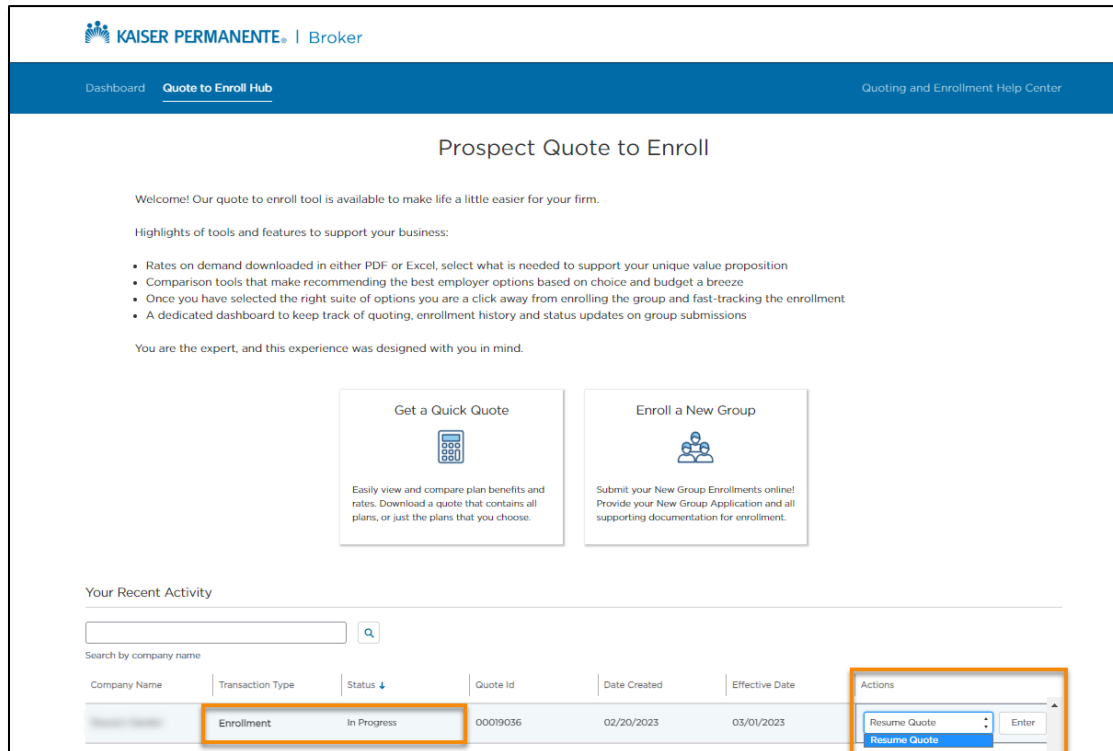 KAISER PERMANENTE® | Broker
Dashboard Quote to Enroll Hub Quoting and Enrollment Help Center
Prospect Quote to Enroll
Welcome! Our quote to enroll tool is available to make life a little easier for your firm.
Highlights of tools and features to support your business:
• Rates on demand downloaded in either PDF or Excel, select what is needed to support your unique value proposition
• Comparison tools that make recommending the best employer options based on choice and budget a breeze
• Once you have selected the right suite of options you are a click away from enrolling the group and fast-tracking the enrollment
• A dedicated dashboard to keep track of quoting, enrollment history and status updates on group submissions
You are the expert, and this experience was designed with you in mind.
Get a Quick Quote
Easily view and compare plan benefits and
rates. Download a quote that contains all
plans, or just the plans that you choose.
Enroll a New Group
Submit your New Group Enrollments online!
Provide your New Group Application and all
supporting documentation for enrollment.
Your Recent Activity
Search by company name
Company Name Transaction Type Status Quote Id Date Created Effective Date Actions
Enrollment In Progress 00019036 02/20/2023 03/01/2023 Resume Quote Enter
Resume Quote